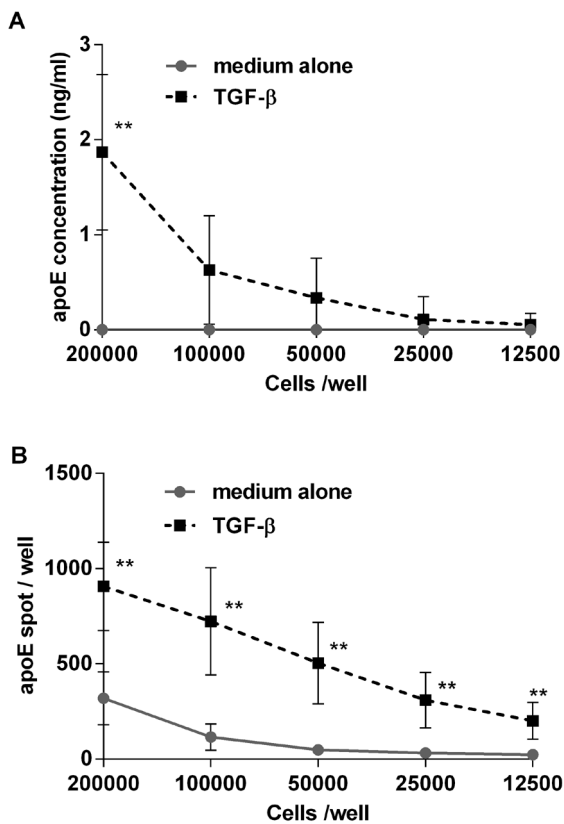 A
apoE concentration (ng/ml)
3
2
1
0
medium alone
TGF-β
**
200000 100000 50000 25000 12500
Cells /well
B
apoE spot / well
1500
1000
500
0
medium alone
TGF-β
**
**
**
**
**
200000 100000 50000 25000 12500
Cells /well